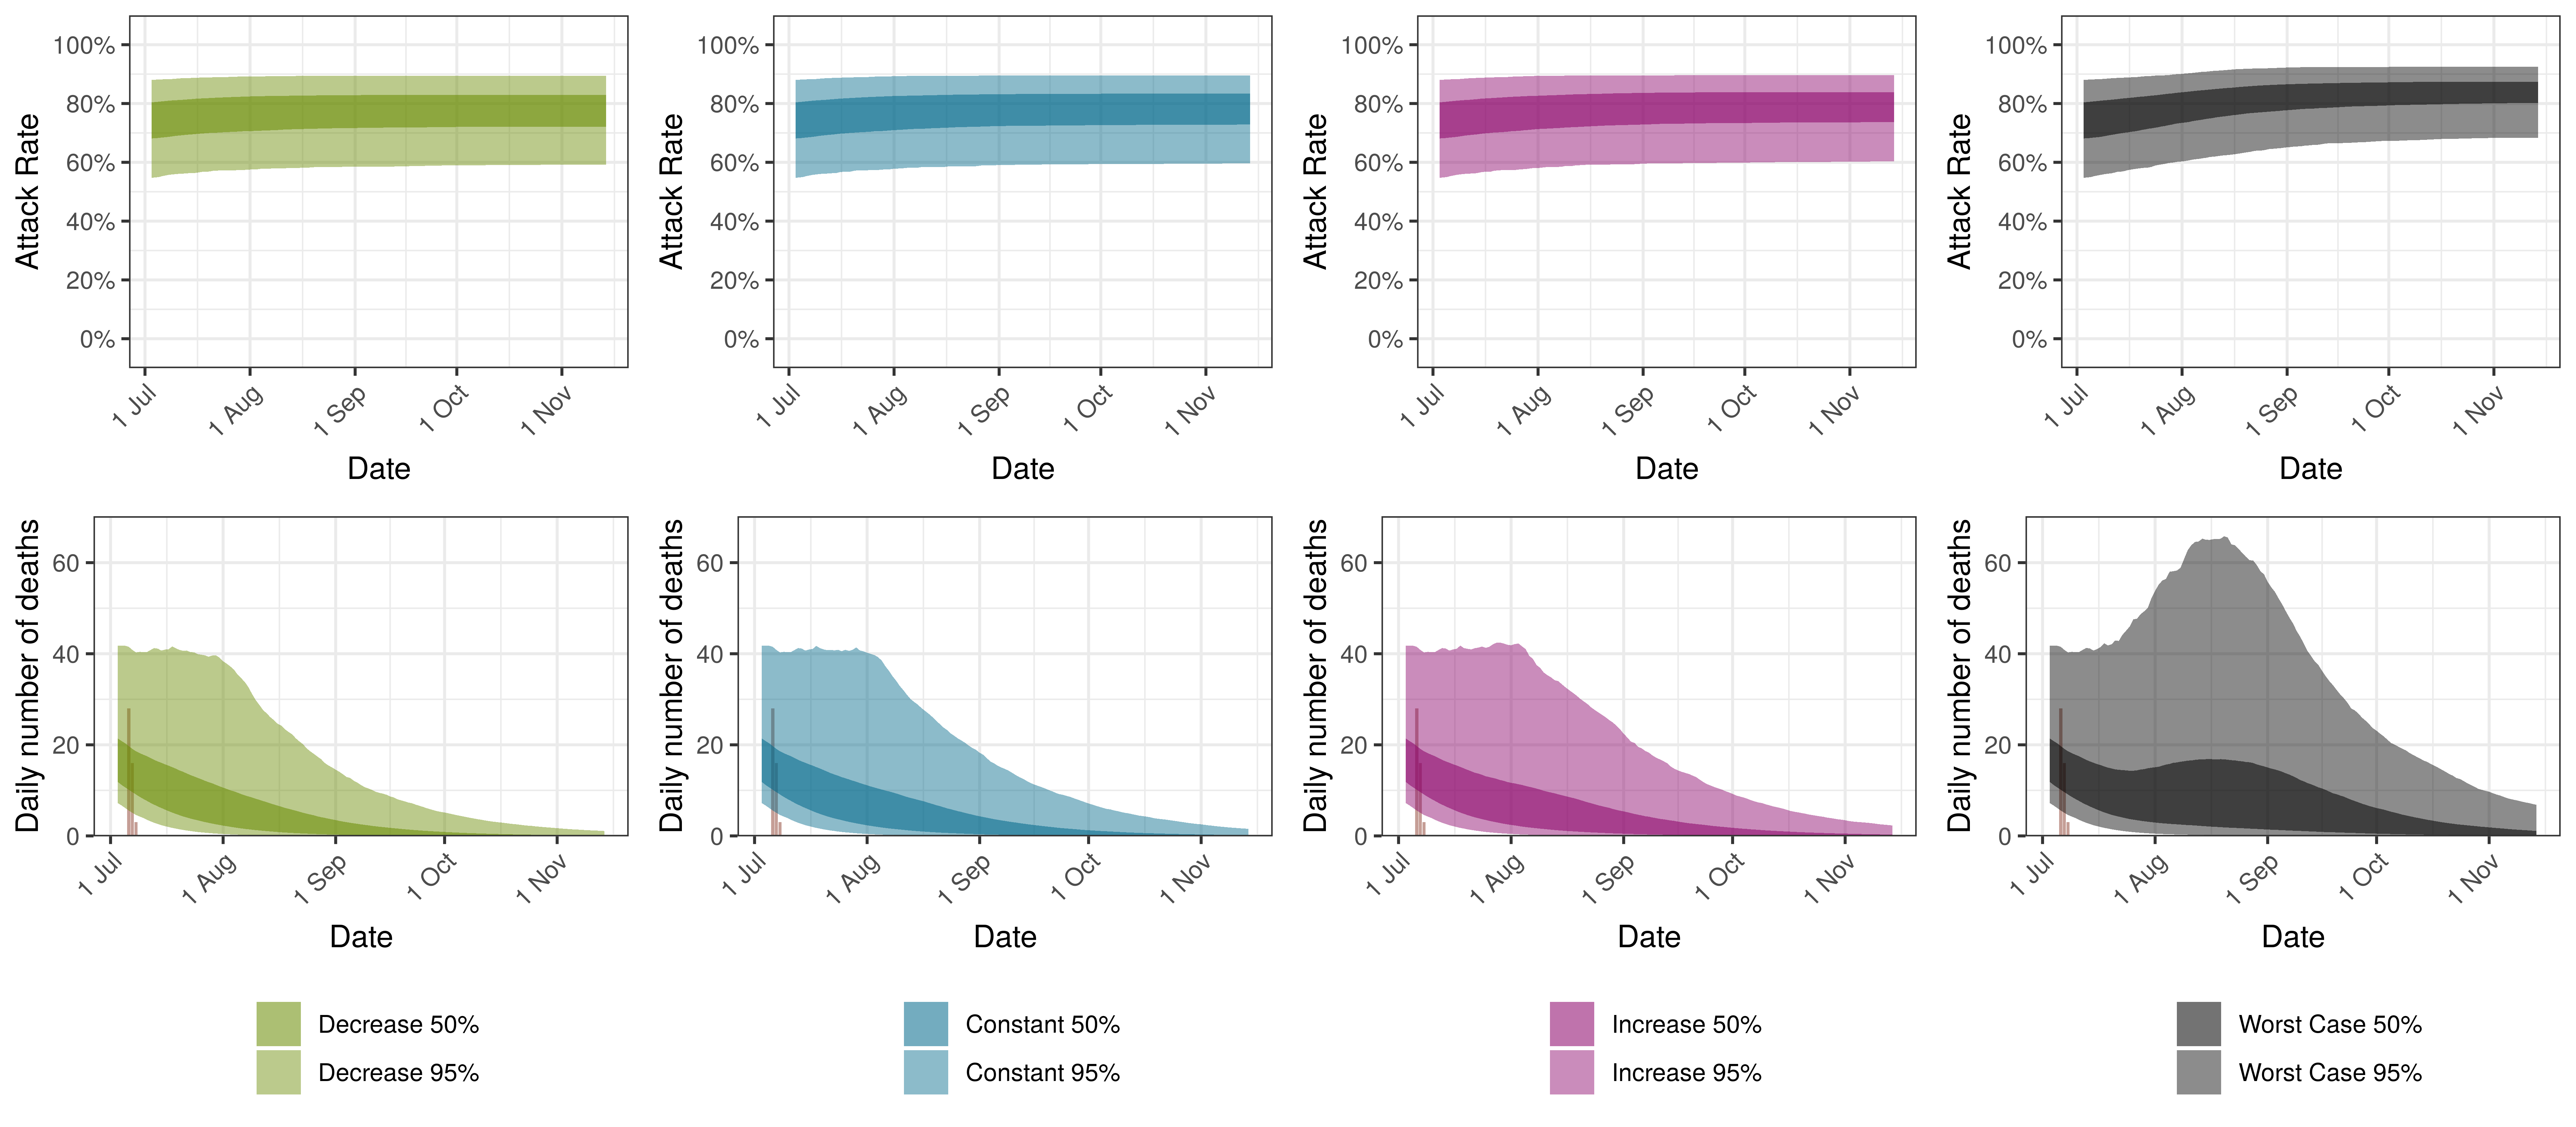 Attack Rate
100%
80%
60%
40%
20%
0%
1 Jul
1 Aug
1 Sep
1 Oct
1 Nov
Date
Attack Rate
100%
80%
60%
40%
20%
0%
1 Jul
1 Aug
1 Sep
1 Oct
1 Nov
Date
Attack Rate
100%
80%
60%
40%
20%
0%
1 Jul
1 Aug
1 Sep
1 Oct
1 Nov
Date
Attack Rate
100%
80%
60%
40%
20%
0%
1 Jul
1 Aug
1 Sep
1 Oct
1 Nov
Date
Daily number of deaths
60
40
20
0
1 Jul
1 Aug
1 Sep
1 Oct
1 Nov
Date
Daily number of deaths
60
40
20
0
1 Jul
1 Aug
1 Sep
1 Oct
1 Nov
Date
Daily number of deaths
60
40
20
0
1 Jul
1 Aug
1 Sep
1 Oct
1 Nov
Date
Daily number of deaths
60
40
20
0
1 Jul
1 Aug
1 Sep
1 Oct
1 Nov
Date
Decrease 50%
Decrease 95%
Constant 50%
Constant 95%
Increase 50%
Increase 95%
Worst Case 50%
Worst Case 95%